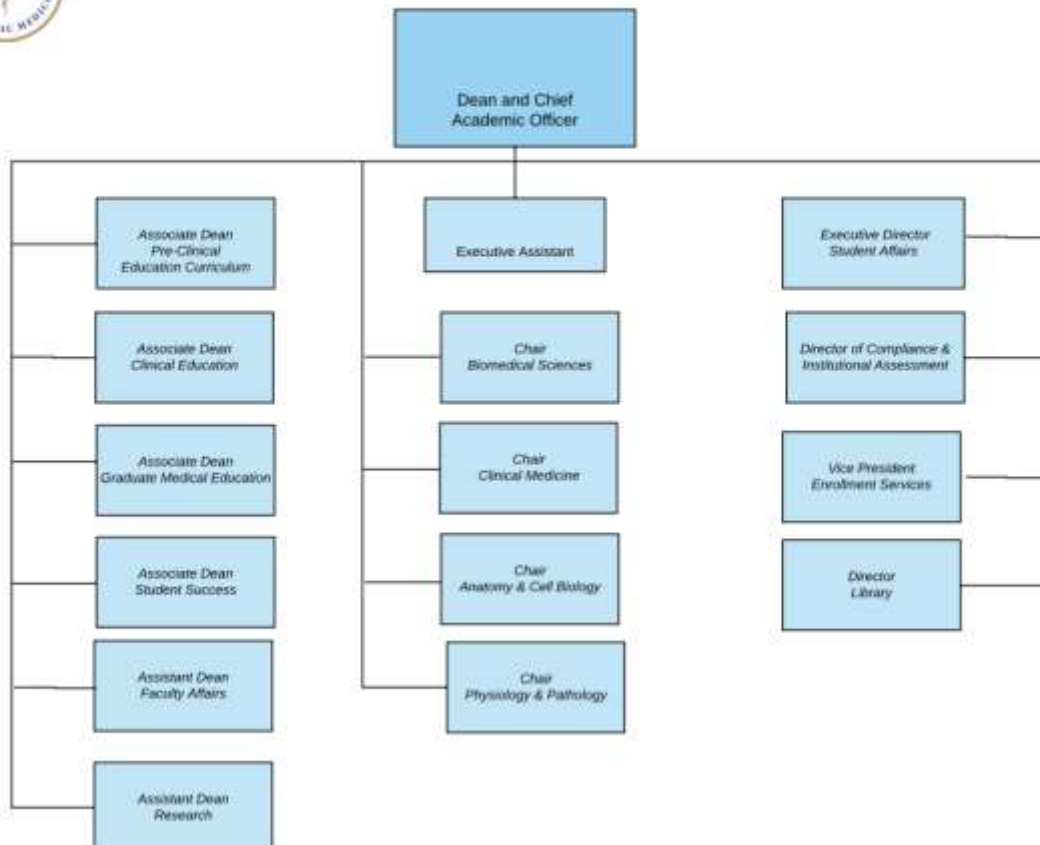 IC MEDIC
Dean and Chief
Academic Officer
Associate Dean
Pre-Clinical
Education Curriculum
Executive Assistant
Executive Director
Student Affairs
Associate Dean
Clinical Education
Chair
Biomedical Sciences
Director of Compliance &
Institutional Assessment
Associate Dean
Graduate Medical Education
Chair
Clinical Medicine
Vice President
Enrollment Services
Associate Dean
Student Success
Chair
Anatomy & Cell Biology
Director
Library
Assistant Dean
Faculty Affairs
Chair
Physiology & Pathology
Assistant Dean
Research